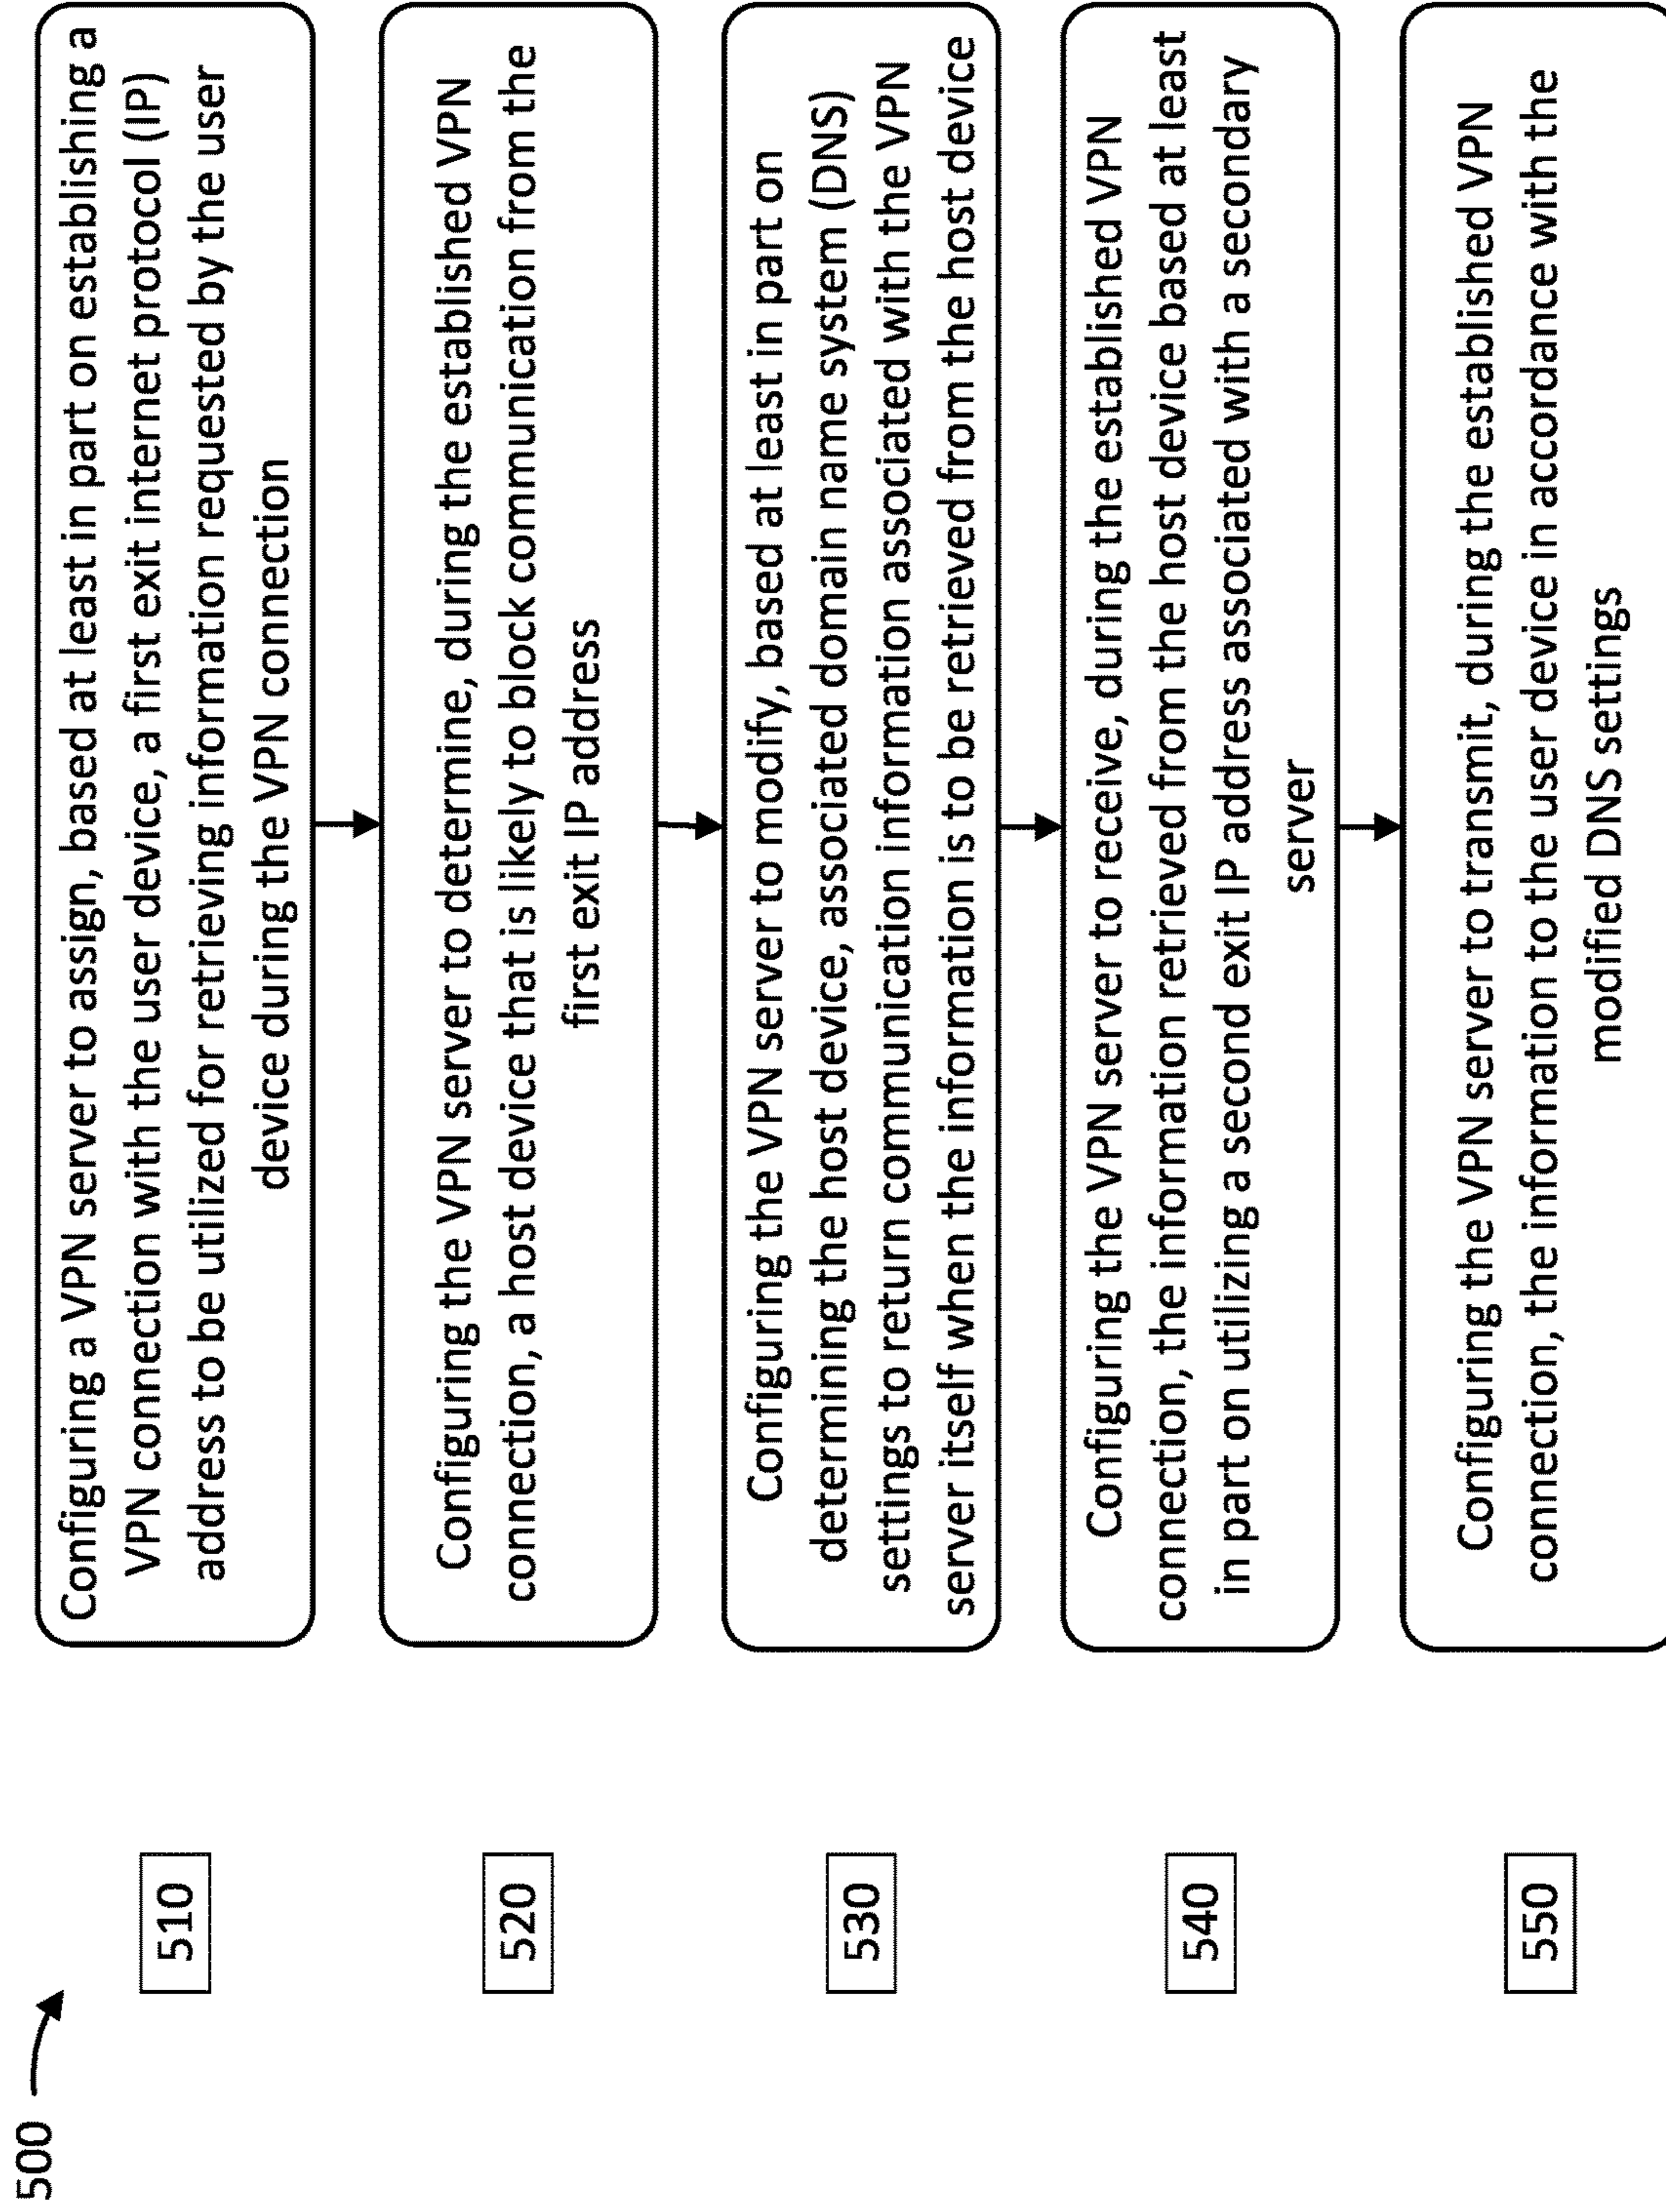 500
510
Configuring a VPN server to assign, based at least in part on establishing a
VPN connection with the user device, a first exit internet protocol (IP)
address to be utilized for retrieving information requested by the user
device during the VPN connection
520
Configuring the VPN server to determine, during the established VPN
connection, a host device that is likely to block communication from the
first exit IP address
530
Configuring the VPN server to modify, based at least in part on
determining the host device, associated domain name system (DNS)
settings to return communication information associated with the VPN
server itself when the information is to be retrieved from the host device
540
Configuring the VPN server to receive, during the established VPN
connection, the information retrieved from the host device based at least
in part on utilizing a second exit IP address associated with a secondary
server
550
Configuring the VPN server to transmit, during the established VPN
connection, the information to the user device in accordance with the
modified DNS settings